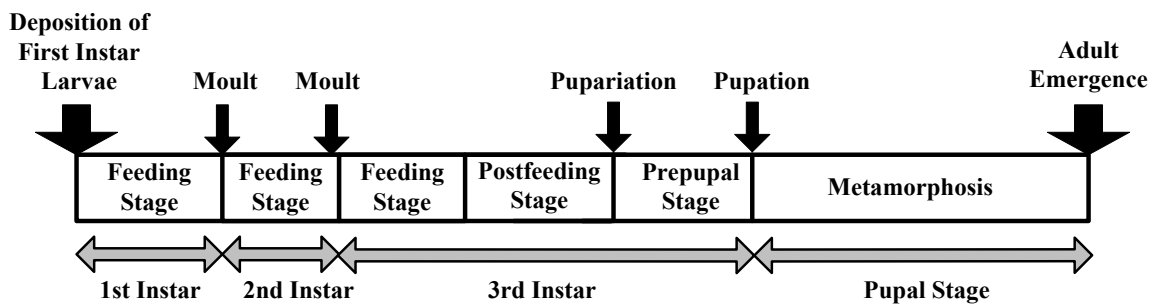 Deposition of
First Instar
Larvae
Moult
Moult
Pupariation
Pupation
Adult
Emergence
Feeding
Stage
Feeding
Stage
Feeding
Stage
Postfeeding
Stage
Prepupal
Stage
Metamorphosis
1st Instar
2nd Instar
3rd Instar
Pupal Stage